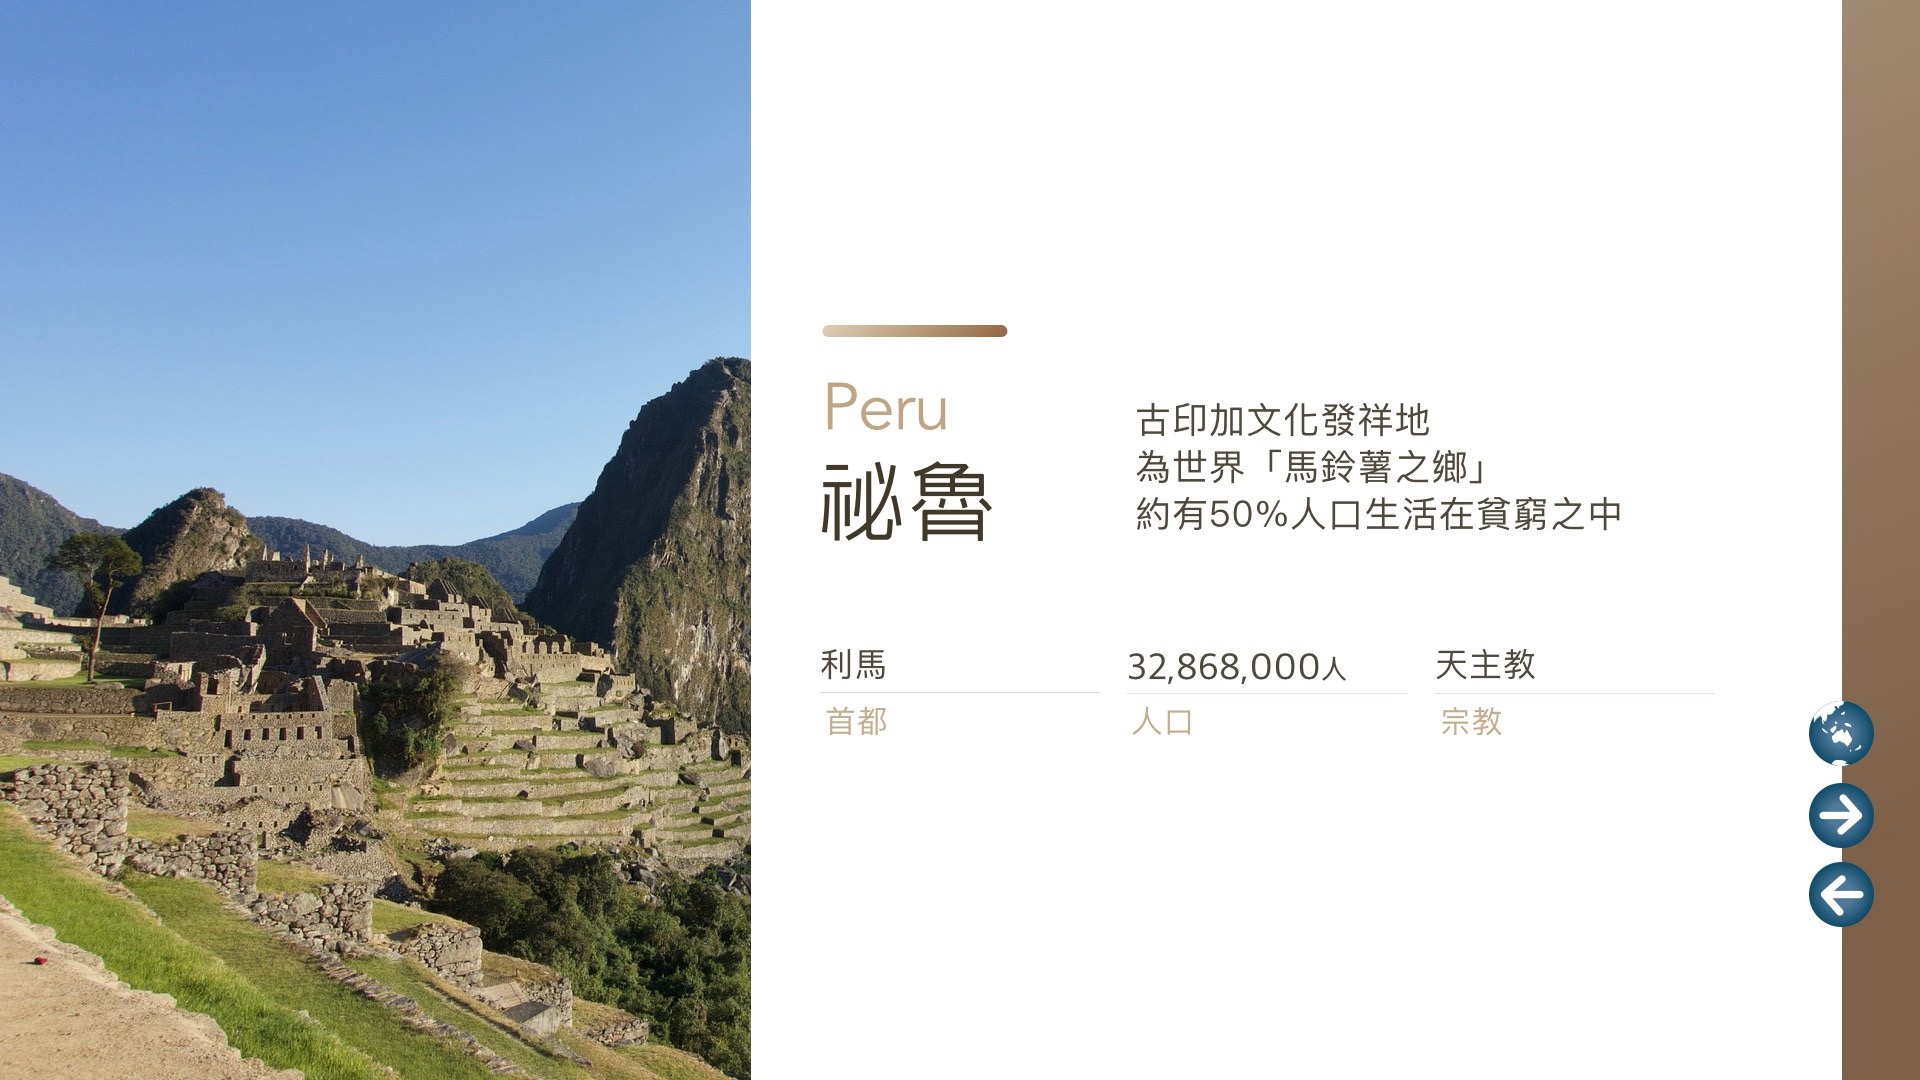 Peru
祕魯
古印加文化發祥地
為世界「馬鈴薯之鄉」
約有50%人口生活在貧窮之中
利馬
首都
32,868,000人
人口
天主教
宗教